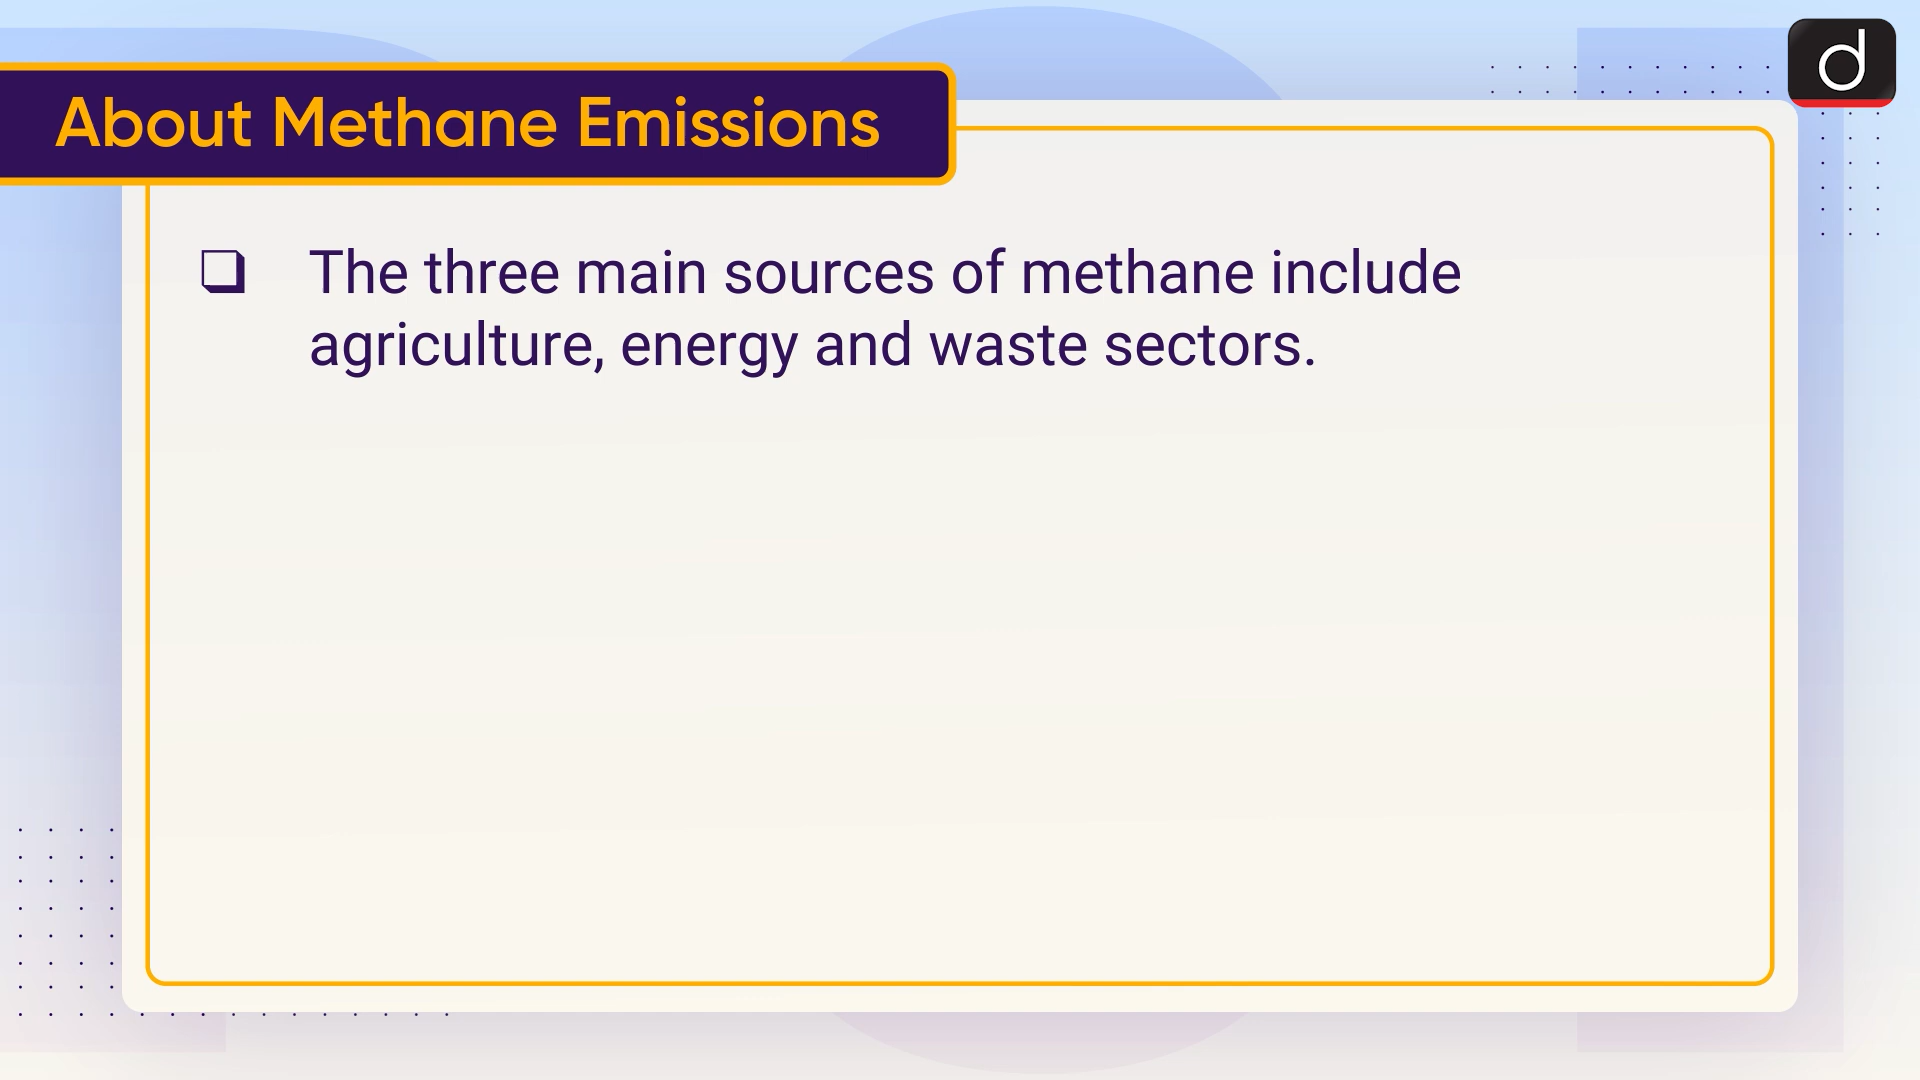 About Methane Emissions
❑ The three main sources of methane include
agriculture, energy and waste sectors.
d